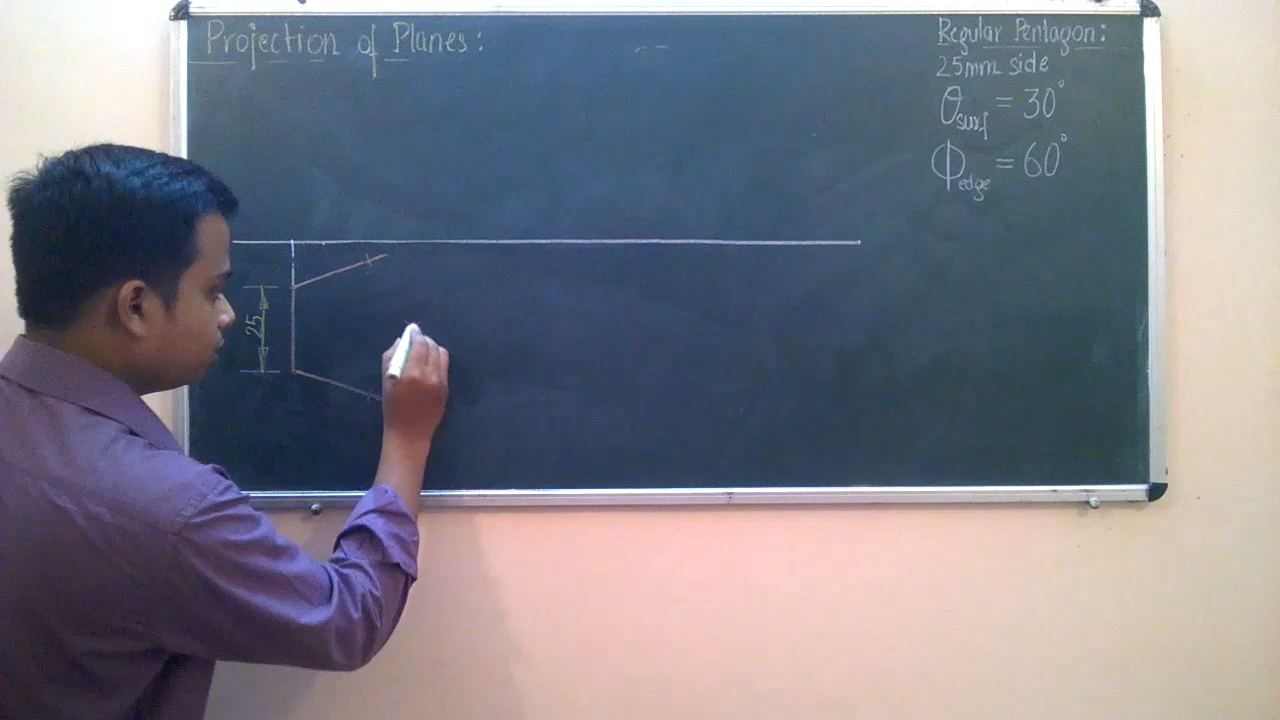 Projection of Planes:
Regular Pentagon:
25mm side
θsurf = 30°
Φedge = 60°
25